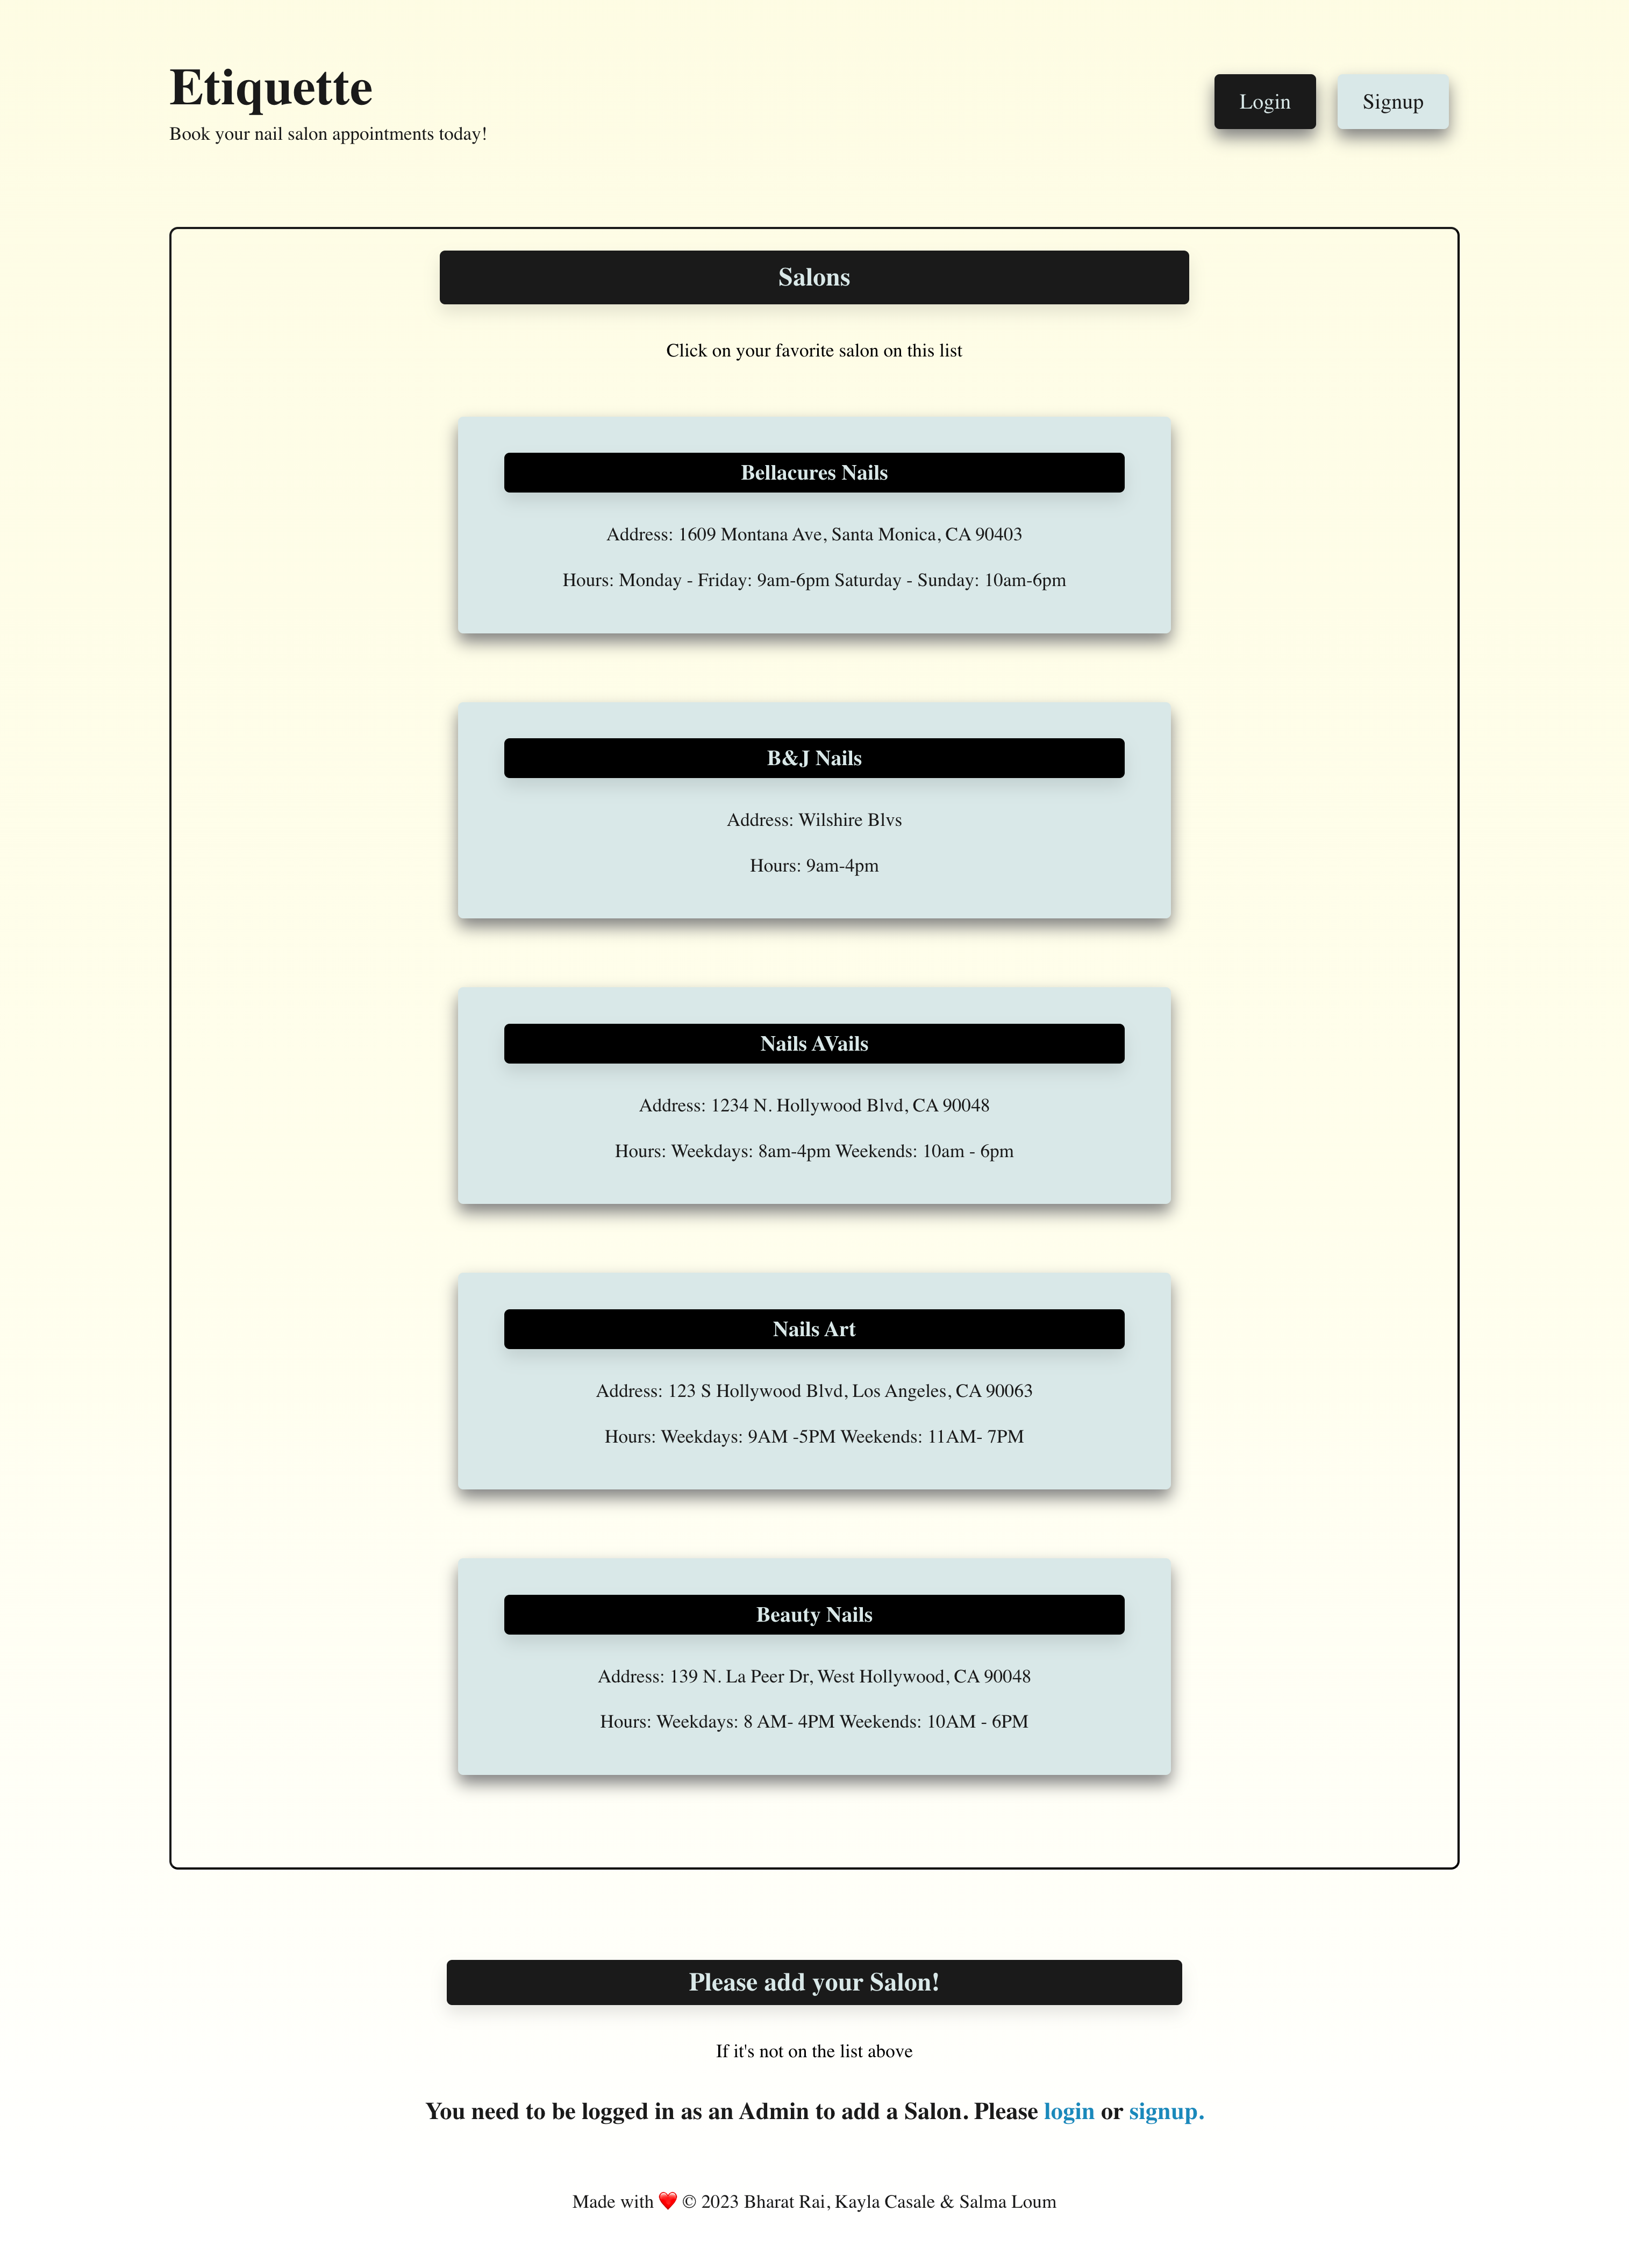 Etiquette
Book your nail salon appointments today!
Login
Signup
Salons
Click on your favorite salon on this list
Bellacures Nails
Address: 1609 Montana Ave, Santa Monica, CA 90403
Hours: Monday - Friday: 9am-6pm Saturday - Sunday: 10am-6pm
B&J Nails
Address: Wilshire Blvs
Hours: 9am-4pm
Nails AVails
Address: 1234 N. Hollywood Blvd, CA 90048
Hours: Weekdays: 8am-4pm Weekends: 10am - 6pm
Nails Art
Address: 123 S Hollywood Blvd, Los Angeles, CA 90063
Hours: Weekdays: 9AM -5PM Weekends: 11AM- 7PM
Beauty Nails
Address: 139 N. La Peer Dr, West Hollywood, CA 90048
Hours: Weekdays: 8 AM- 4PM Weekends: 10AM - 6PM
Please add your Salon!
If it's not on the list above
You need to be logged in as an Admin to add a Salon. Please login or signup.
Made with ❤️ © 2023 Bharat Rai, Kayla Casale & Salma Loum